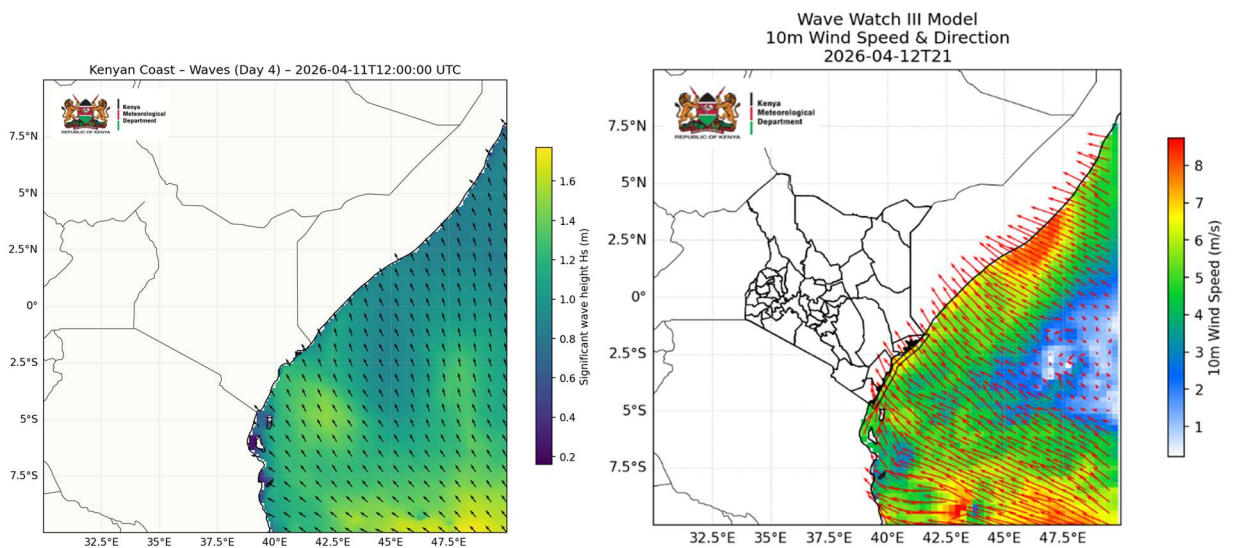 Kenyan Coast – Waves (Day 4) – 2026-04-11T12:00:00 UTC
Kenya
Meteorological
Department
REPUBLIC OF KENYA
7.5°N
5°N
2.5°N
0°
2.5°S
5°S
7.5°S
32.5°E 35°E 37.5°E 40°E 42.5°E 45°E 47.5°E
1.6
1.4
1.2
1.0
0.8
0.6
0.4
0.2
Significant wave height Hs (m)
Wave Watch III Model
10m Wind Speed & Direction
2026-04-12T21
Kenya
Meteorological
Department
REPUBLIC OF KENYA
7.5°N
5°N
2.5°N
0°
2.5°S
5°S
7.5°S
32.5°E 35°E 37.5°E 40°E 42.5°E 45°E 47.5°E
8
7
6
5
4
3
2
1
10m Wind Speed (m/s)